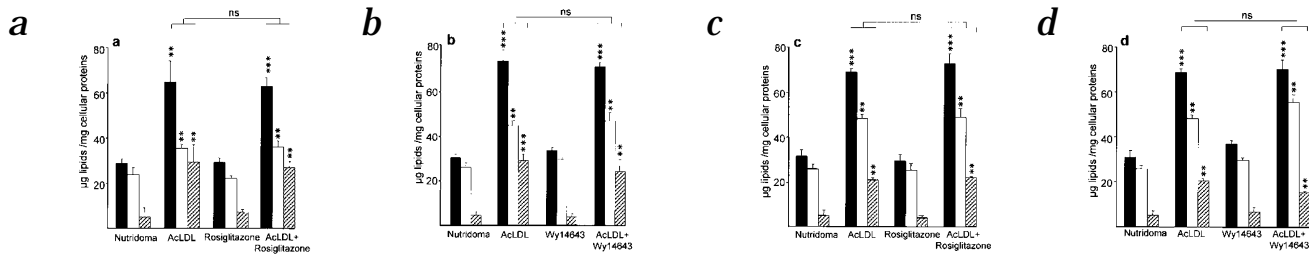 a
ns
a
80
60
40
20
µg lipids /mg cellular proteins
**
**
**
***
**
**
Nutridoma AcLDL Rosiglitazone AcLDL+
Rosiglitazone
b
ns
b
80
60
40
20
µg lipids /mg cellular proteins
***
**
***
***
**
**
Nutridoma AcLDL Wy14643 AcLDL+
Wy14643
c
ns
c
80
60
40
20
µg lipids /mg cellular proteins
***
**
**
***
**
**
Nutridoma AcLDL Rosiglitazone AcLDL+
Rosiglitazone
d
ns
d
80
60
40
20
µg lipids /mg cellular proteins
***
**
**
***
**
**
Nutridoma AcLDL Wy14643 AcLDL+
Wy14643